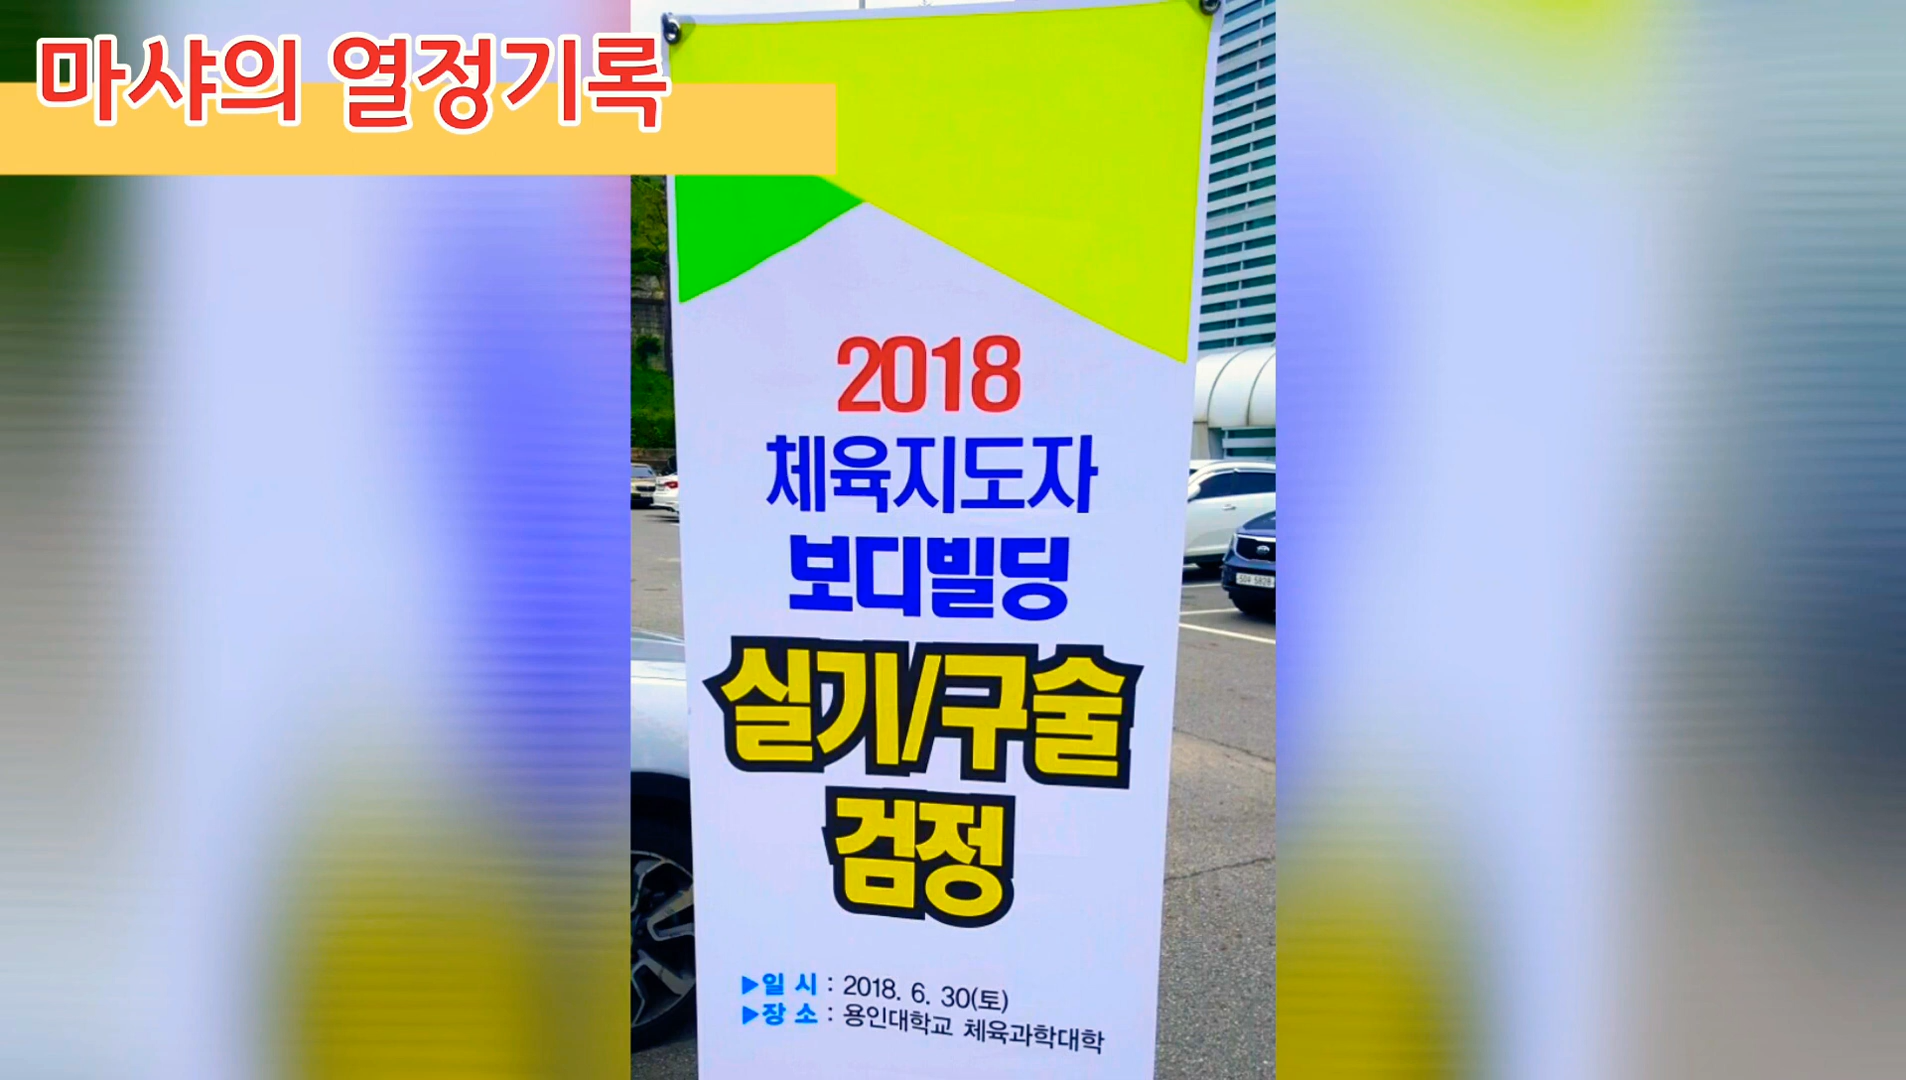 마샤의 열정기록
2018
체육지도자
보디빌딩
실기/구술
검정
▶일 시 : 2018. 6. 30(토)
▶장 소 : 용인대학교 체육과학대학